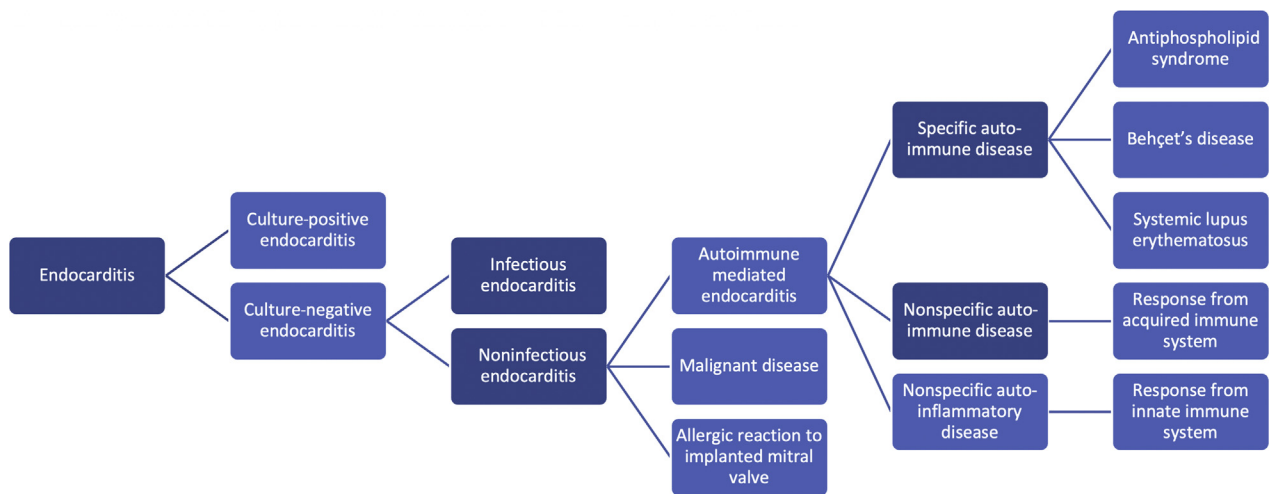 Endocarditis
Culture-positive
endocarditis
Culture-negative
endocarditis
Infectious
endocarditis
Noninfectious
endocarditis
Autoimmune
mediated
endocarditis
Malignant disease
Allergic reaction to
implanted mitral
valve
Specific auto-
immune disease
Nonspecific auto-
immune disease
Nonspecific auto-
inflammatory
disease
Antiphospholipid
syndrome
Behçet’s disease
Systemic lupus
erythematosus
Response from
acquired immune
system
Response from
innate immune
system